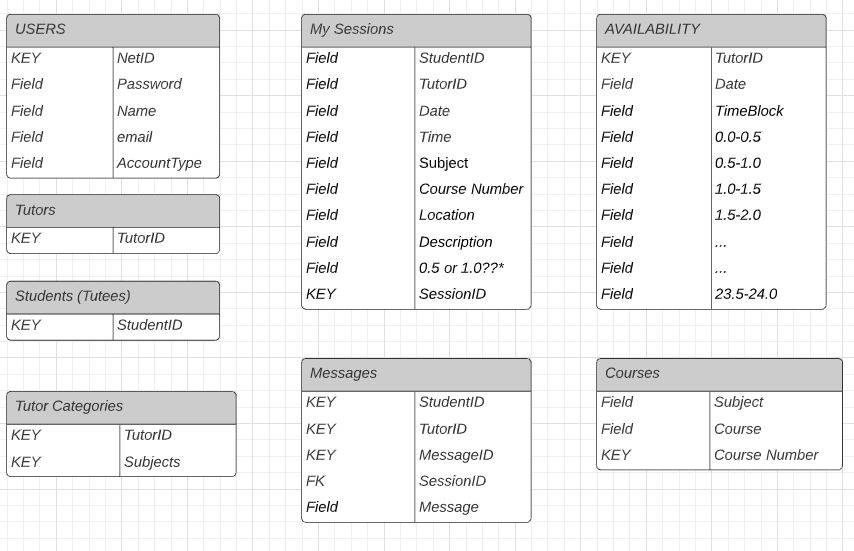 USERS
KEY NetID
Field Password
Field Name
Field email
Field AccountType
Tutors
KEY TutorID
Students (Tutees)
KEY StudentID
Tutor Categories
KEY TutorID
KEY Subjects
My Sessions
Field StudentID
Field TutorID
Field Date
Field Time
Field Subject
Field Course Number
Field Location
Field Description
Field 0.5 or 1.0??*
KEY SessionID
Messages
KEY StudentID
KEY TutorID
KEY MessageID
FK SessionID
Field Message
AVAILABILITY
KEY TutorID
Field Date
Field TimeBlock
Field 0.0-0.5
Field 0.5-1.0
Field 1.0-1.5
Field 1.5-2.0
Field ...
Field ...
Field 23.5-24.0
Courses
Field Subject
Field Course
KEY Course Number